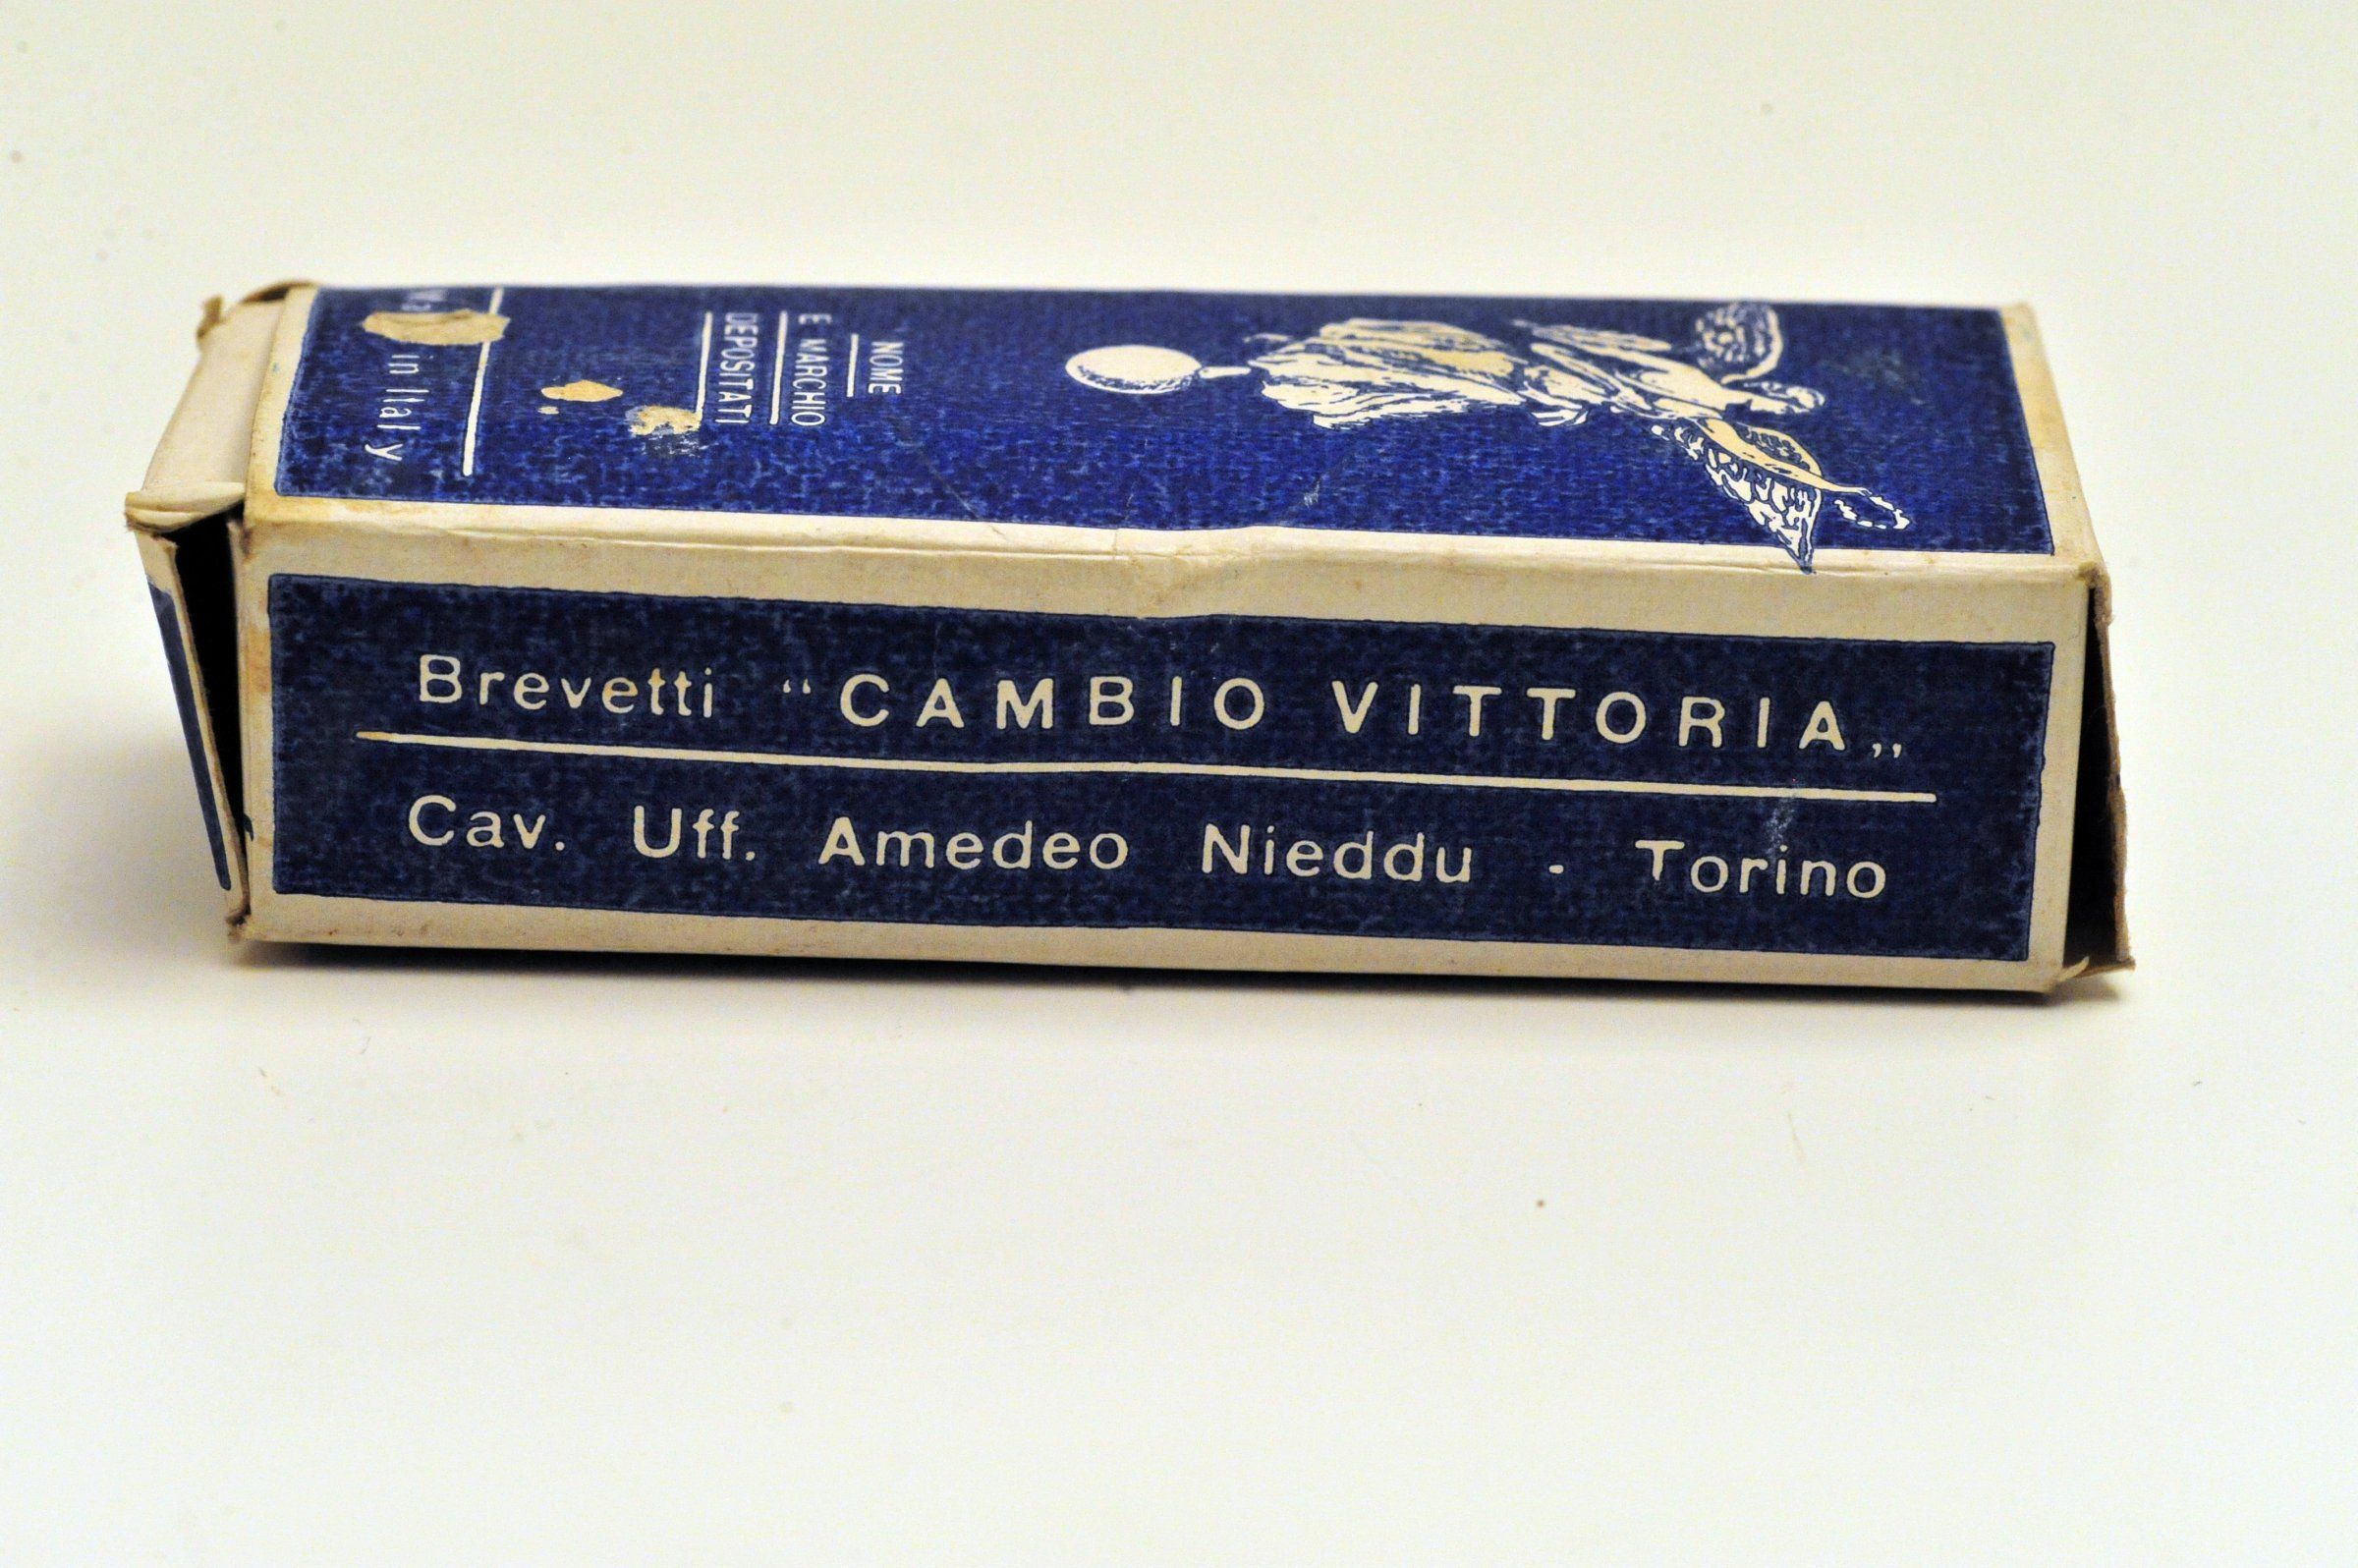 NOME
E MARCHIO
DEPOSITATI
in Italy
Brevetti “CAMBIO VITTORIA„
Cav. Uff. Amedeo Nieddu - Torino